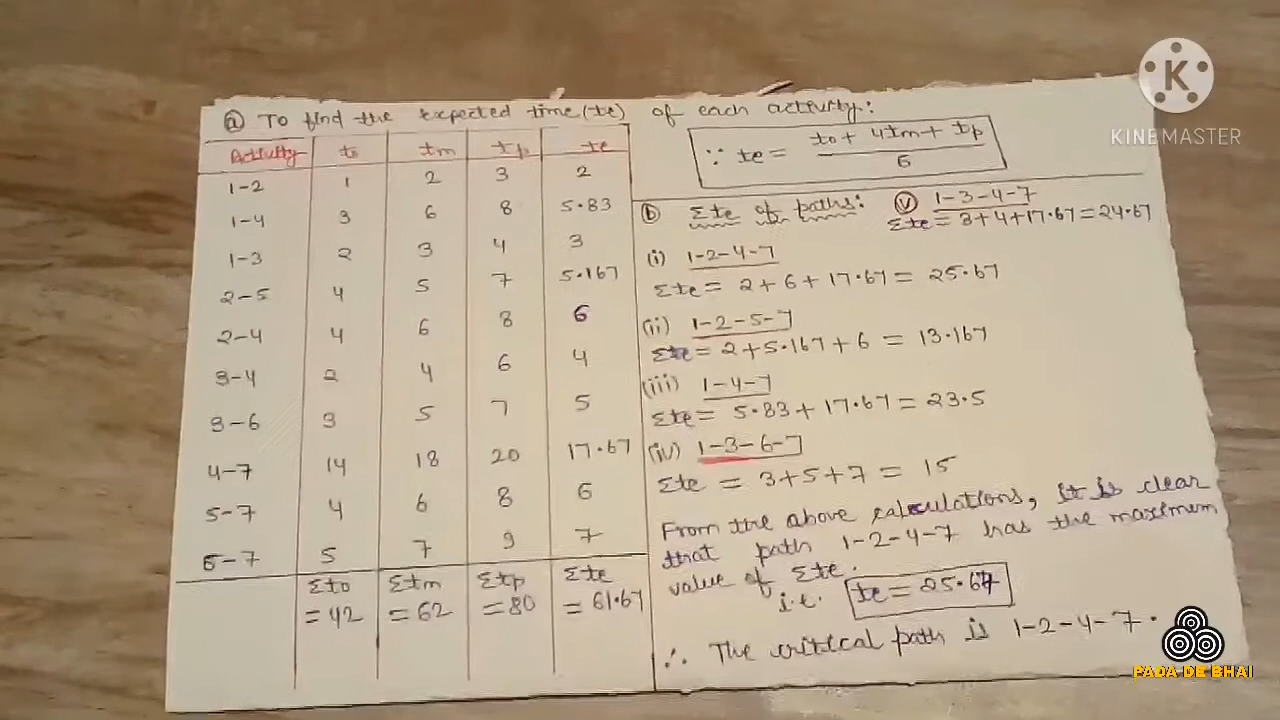 ⓐ To find the expected time (te) of each activity:
Activity to tm tp te
1-2 1 2 3 2
1-4 3 6 8 5.83
1-3 2 3 4 3
2-5 4 5 7 5.167
2-4 4 6 8 6
3-4 2 4 6 4
3-6 3 5 7 5
4-7 14 18 20 17.67
5-7 4 6 8 6
6-7 5 7 9 7
Σto Σtm Σtp Σte
= 42 = 62 = 80 = 61.67
∵ te = to + 4tm + tp
6
ⓑ Σte of paths:
(i) 1-2-4-7
Σte = 2+6+17.67 = 25.67
(ii) 1-2-5-7
Σte = 2+5.167+6 = 13.167
(iii) 1-4-7
Σte = 5.83+17.67 = 23.5
(iv) 1-3-6-7
Σte = 3+5+7 = 15
ⓥ 1-3-4-7
Σte = 3+4+17.67 = 24.67
From the above calculations, it is clear
that path 1-2-4-7 has the maximum
value of Σte.
i.e. te = 25.67
∴ The critical path is 1-2-4-7.
K
KINEMASTER
PADA DE BHAI